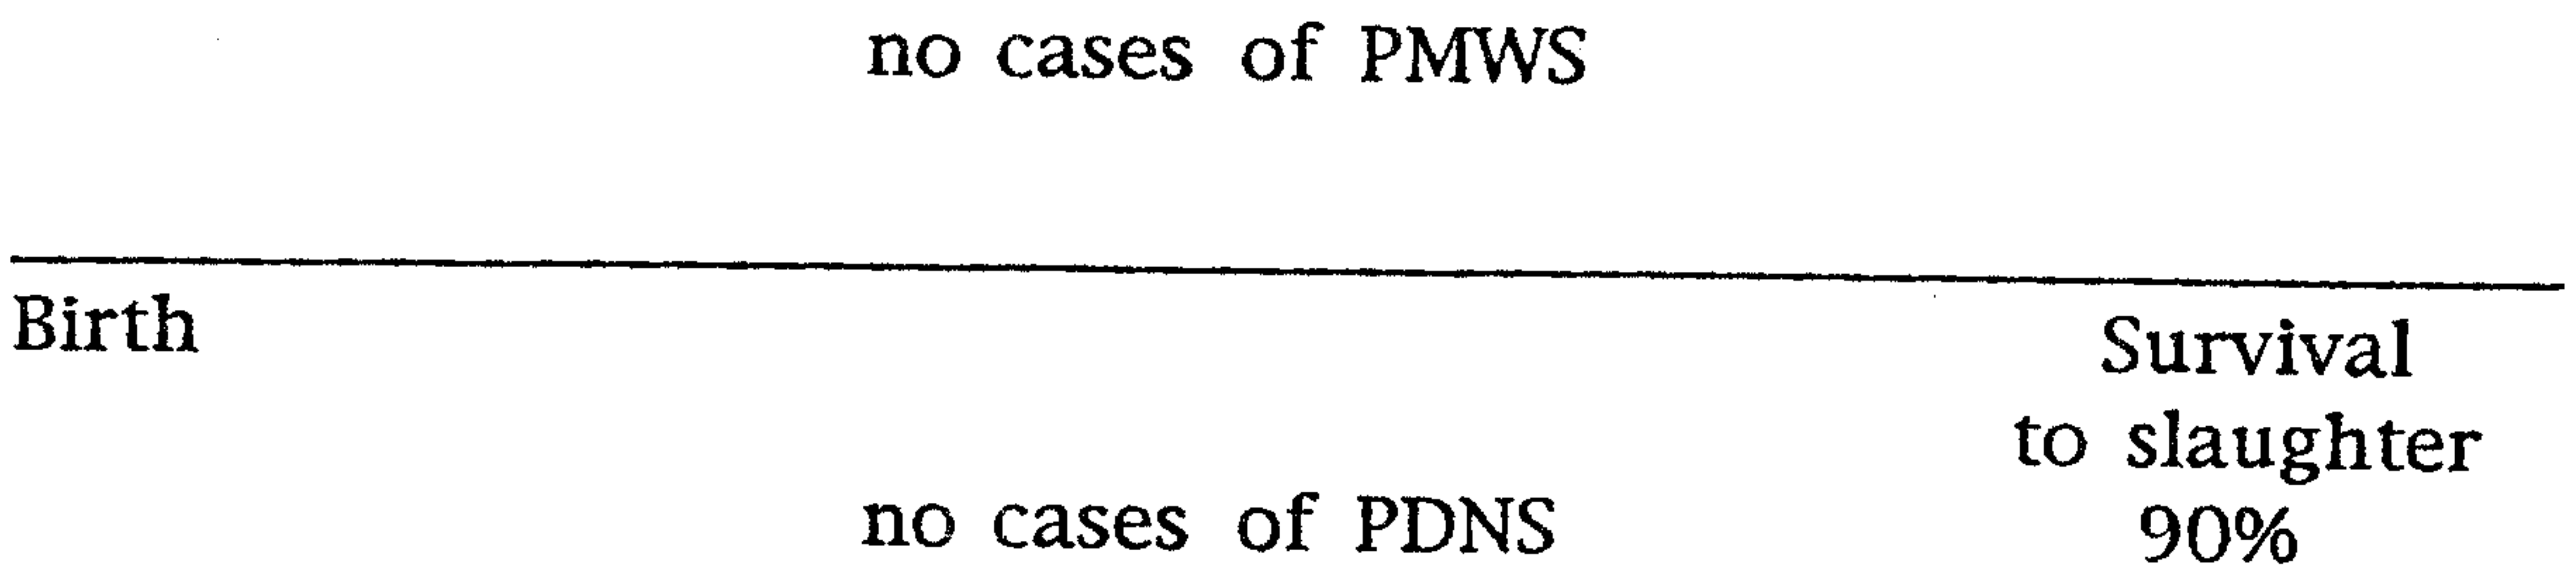 no cases of PMWS
Birth
Survival
to slaughter
no cases of PDNS
90%